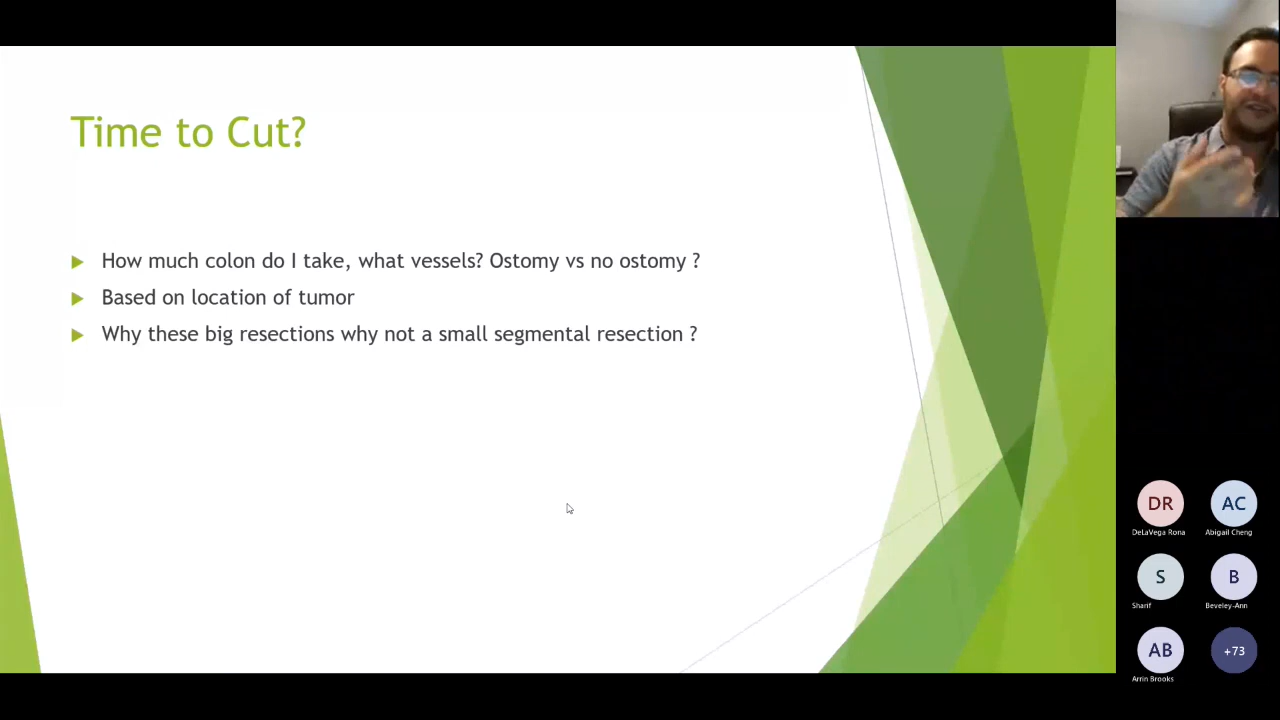 Time to Cut?
How much colon do I take, what vessels? Ostomy vs no ostomy ?
Based on location of tumor
Why these big resections why not a small segmental resection ?
DR
AC
DeLaVega Rona
Abigail Cheng
S
B
Sharif
Beveley-Ann
AB
+73
Arrin Brooks